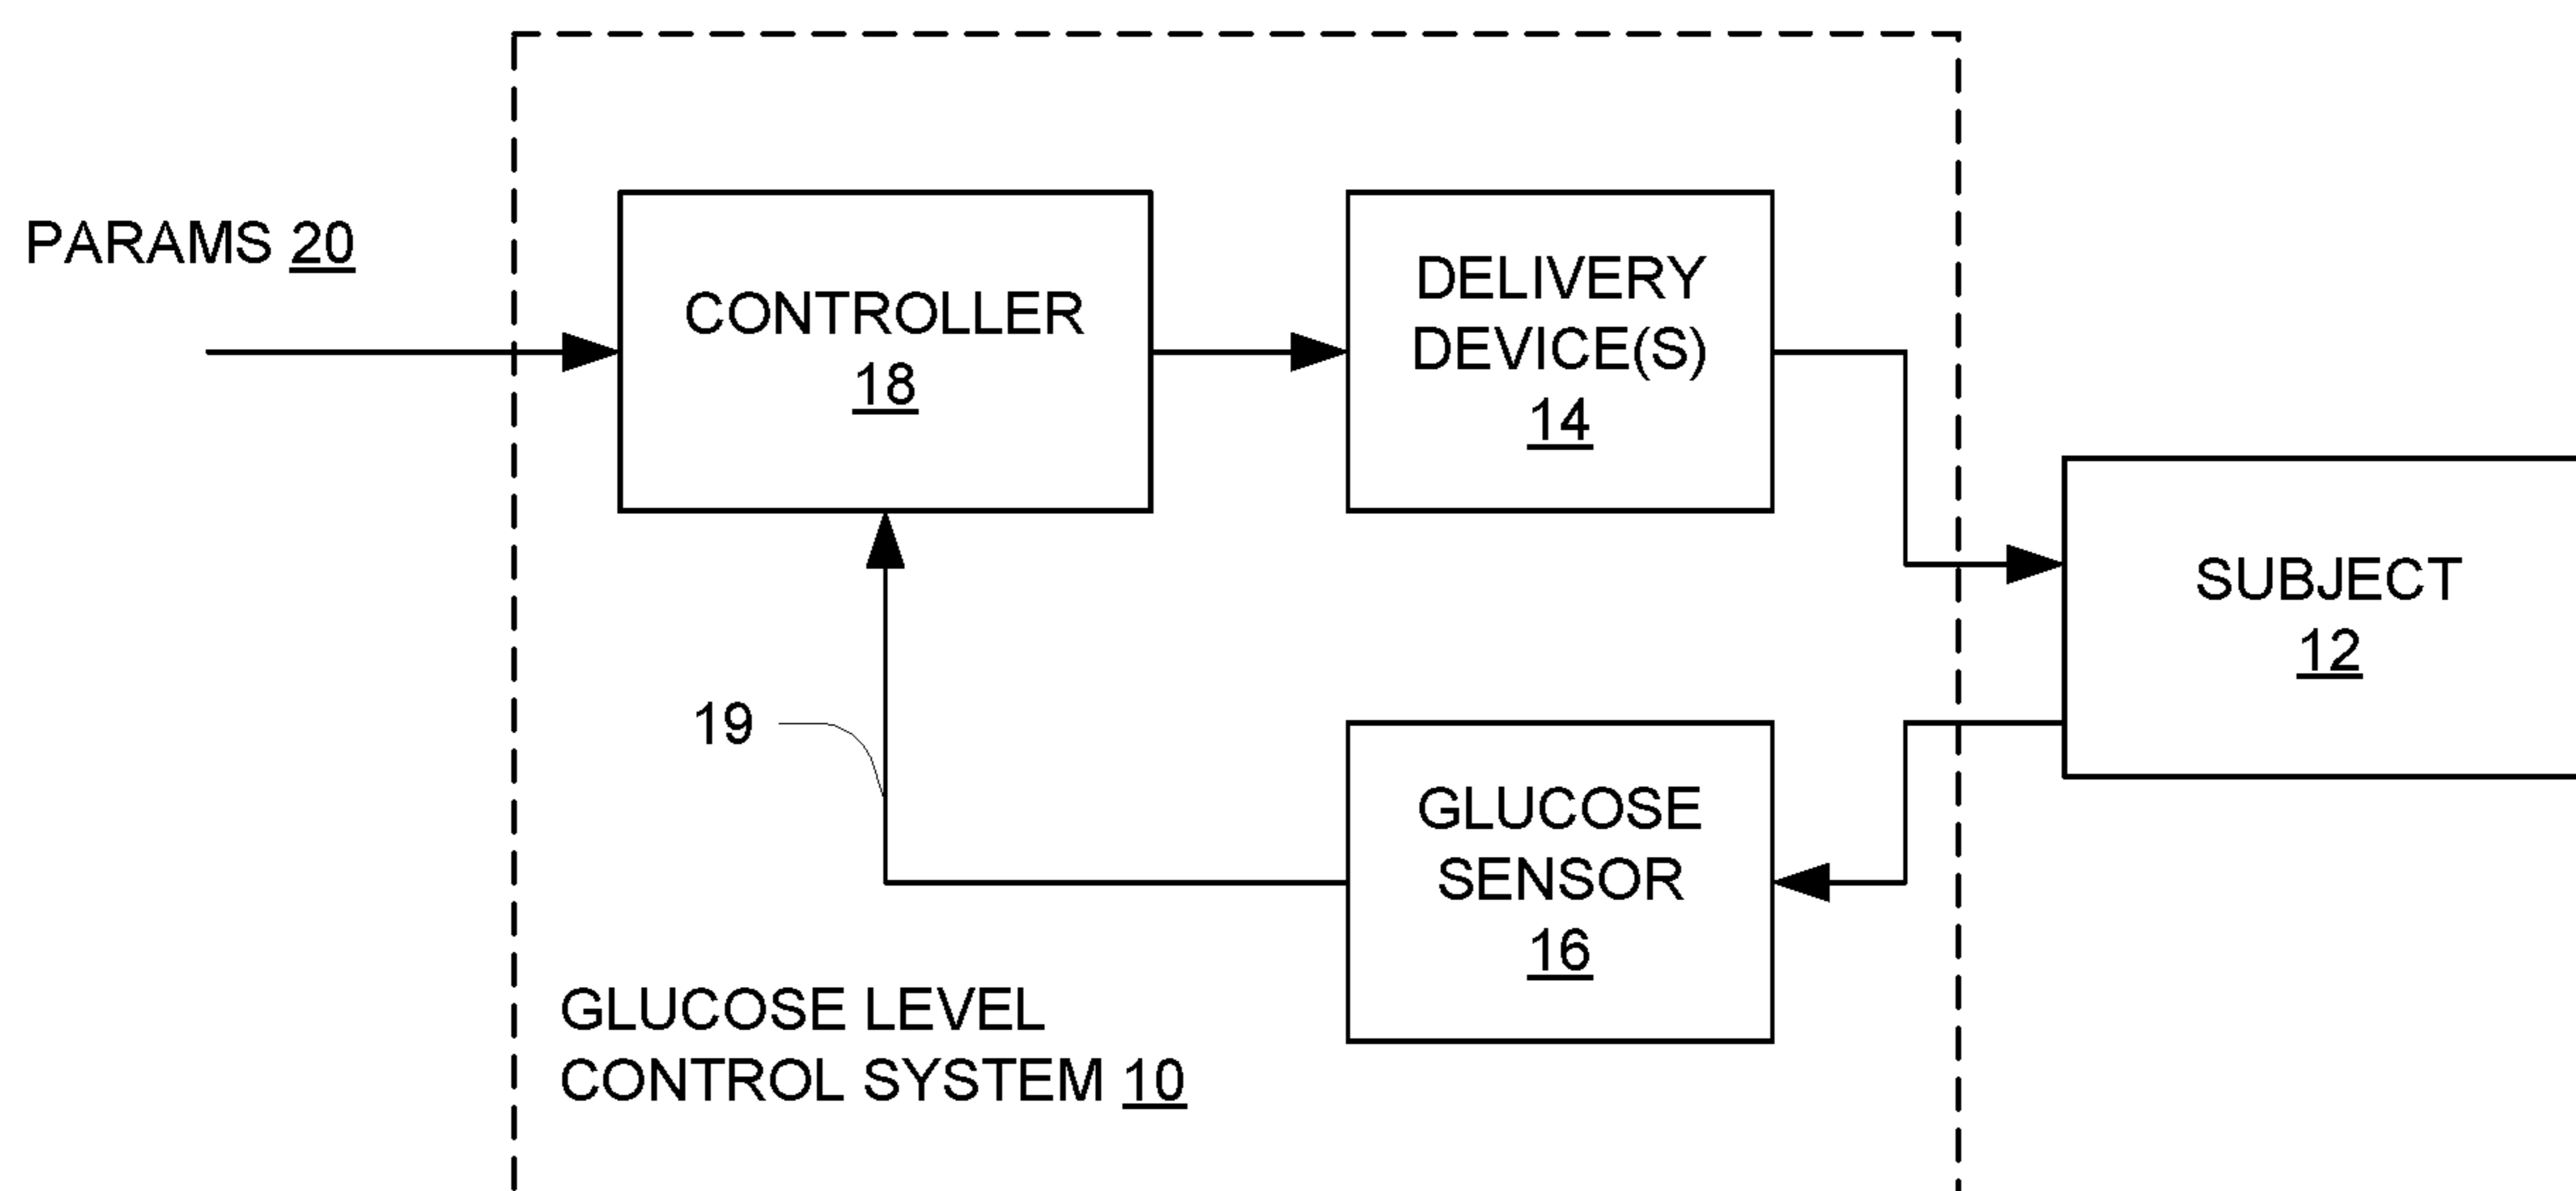 PARAMS 20
CONTROLLER
18
DELIVERY
DEVICE(S)
14
SUBJECT
12
19
GLUCOSE
SENSOR
16
GLUCOSE LEVEL
CONTROL SYSTEM 10